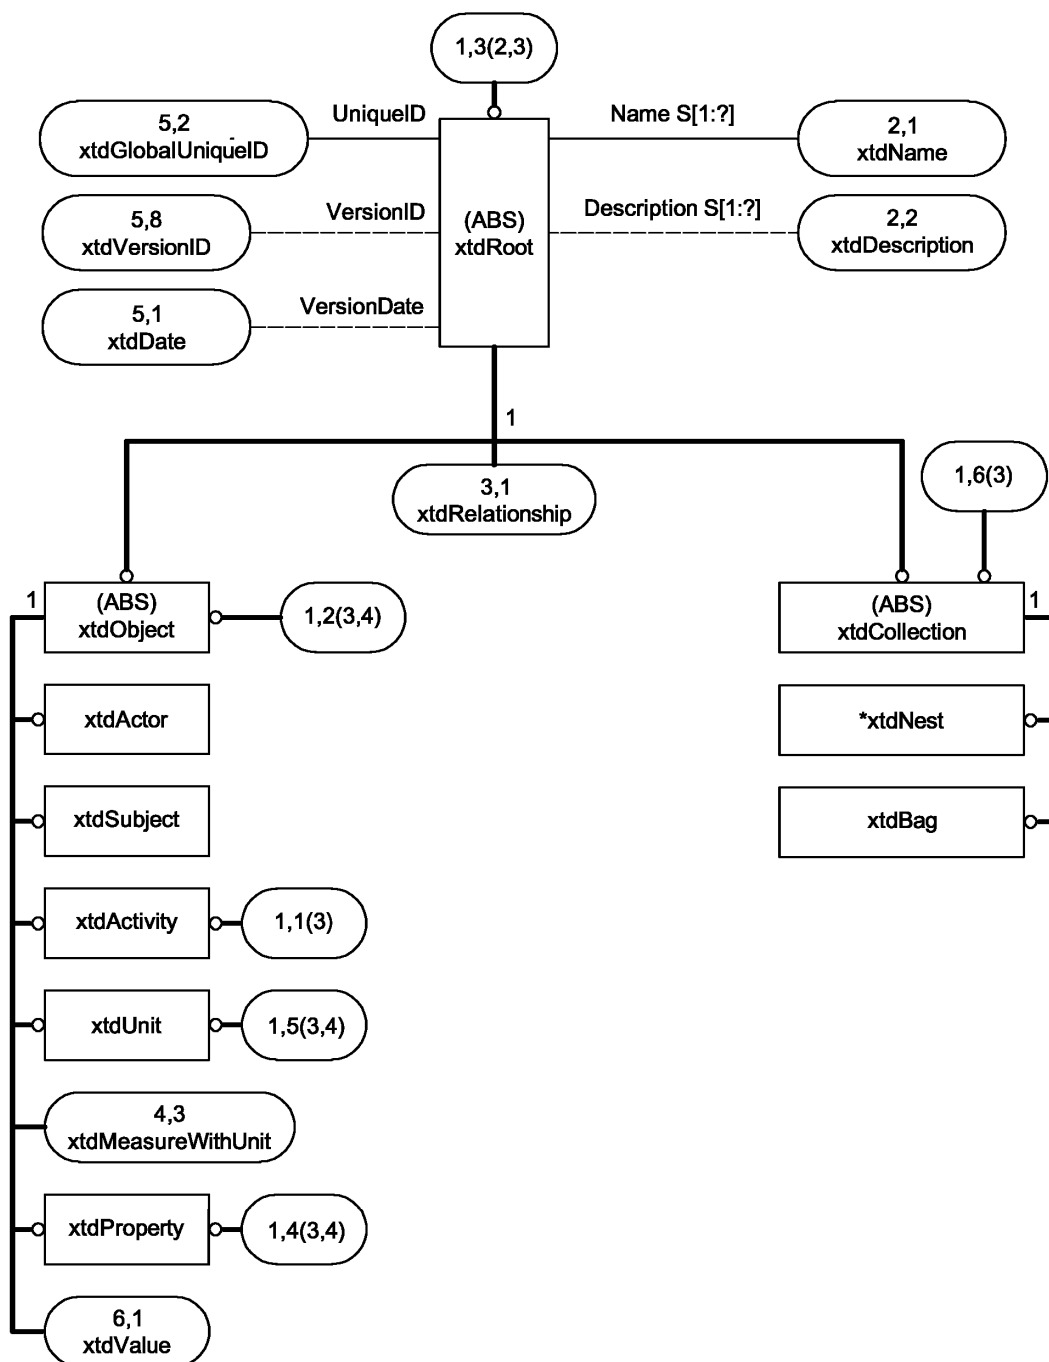 1,3(2,3)
UniqueID
Name S[1:?]
5,2
xtdGlobalUniqueID
2,1
xtdName
VersionID
Description S[1:?]
5,8
xtdVersionID
(ABS)
xtdRoot
2,2
xtdDescription
VersionDate
5,1
xtdDate
1
3,1
xtdRelationship
1,6(3)
1
(ABS)
xtdObject
1,2(3,4)
(ABS)
xtdCollection
1
xtdActor
*xtdNest
xtdSubject
xtdBag
xtdActivity
1,1(3)
xtdUnit
1,5(3,4)
4,3
xtdMeasureWithUnit
xtdProperty
1,4(3,4)
6,1
xtdValue